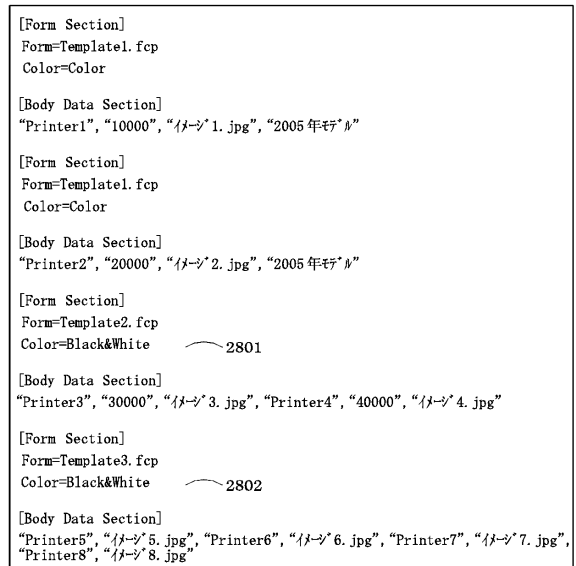 [Form Section]
Form=Template1.fcp
Color=Color
[Body Data Section]
“Printer1”, “10000”, “ｲﾒｰｼﾞ1.jpg”, “2005年ﾓﾃﾞﾙ”
[Form Section]
Form=Template1.fcp
Color=Color
[Body Data Section]
“Printer2”, “20000”, “ｲﾒｰｼﾞ2.jpg”, “2005年ﾓﾃﾞﾙ”
[Form Section]
Form=Template2.fcp
Color=Black&White 2801
[Body Data Section]
“Printer3”, “30000”, “ｲﾒｰｼﾞ3.jpg”, “Printer4”, “40000”, “ｲﾒｰｼﾞ4.jpg”
[Form Section]
Form=Template3.fcp
Color=Black&White 2802
[Body Data Section]
“Printer5”, “ｲﾒｰｼﾞ5.jpg”, “Printer6”, “ｲﾒｰｼﾞ6.jpg”, “Printer7”, “ｲﾒｰｼﾞ7.jpg”,
“Printer8”, “ｲﾒｰｼﾞ8.jpg”